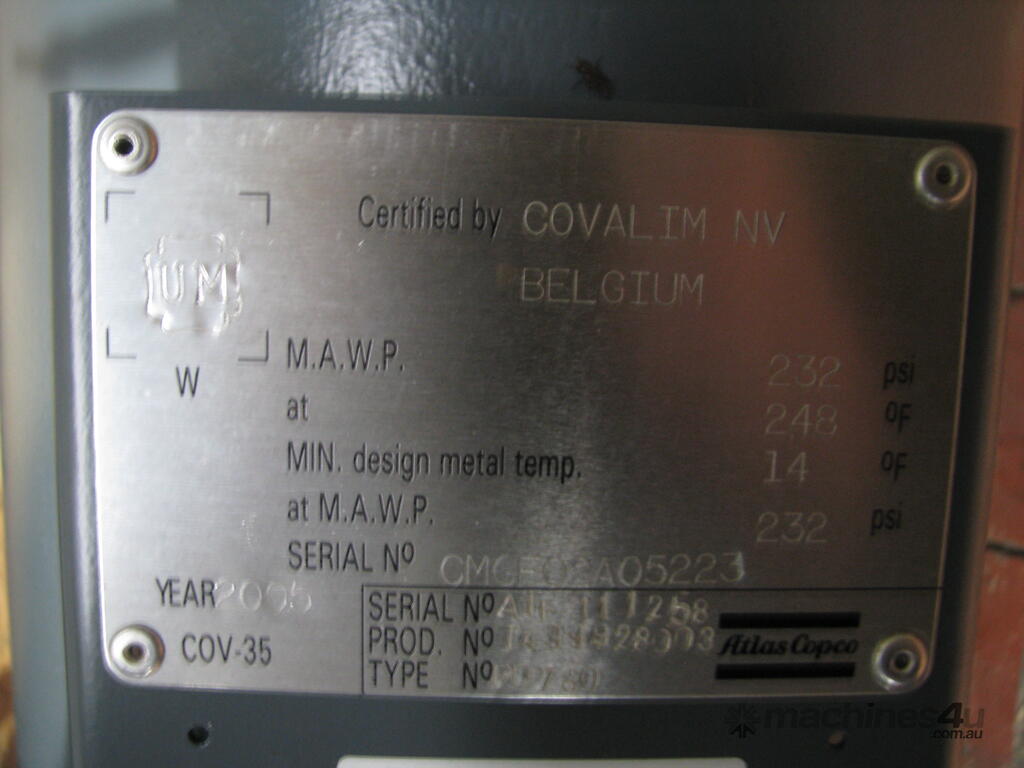 Certified by COVALIM NV
BELGIUM
UM
W
M.A.W.P. 232 psi
at 248 ºF
MIN. design metal temp. 14 ºF
at M.A.W.P. 232 psi
SERIAL Nº
YEAR 2005
COV-35
SERIAL Nº
PROD. Nº
TYPE Nº
Atlas Copco
machines4u
.com.au